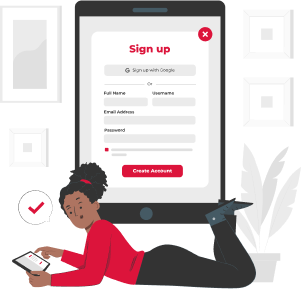 Sign up
Sign up with Google
Or
Full Name Username
Email Address
Password
Create Account